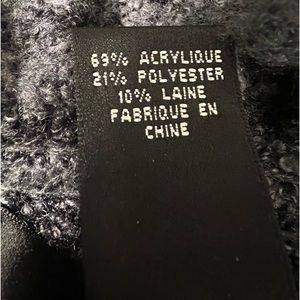 69% ACRYLIQUE
21% POLYESTER
10% LAINE
FABRIQUE EN
CHINE